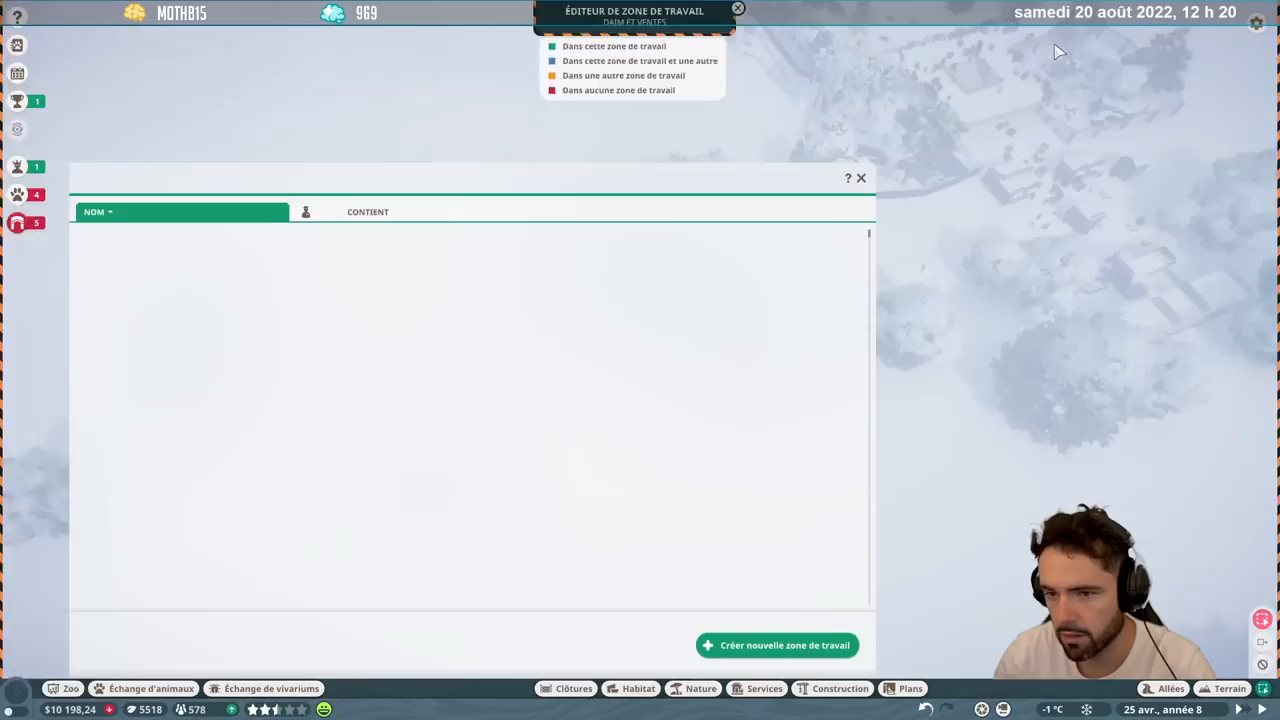 ?
MOTHB15
969
ÉDITEUR DE ZONE DE TRAVAIL
DAIM ET VENTES
samedi 20 août 2022, 12 h 20
Dans cette zone de travail
Dans cette zone de travail et une autre
Dans une autre zone de travail
Dans aucune zone de travail
1
1
4
5
?
NOM
CONTIENT
Créer nouvelle zone de travail
Zoo
Échange d'animaux
Échange de vivariums
Clôtures
Habitat
Nature
Services
Construction
Plans
Allées
Terrain
$10 198,24
5518
578
-1 °C
25 avr., année 8